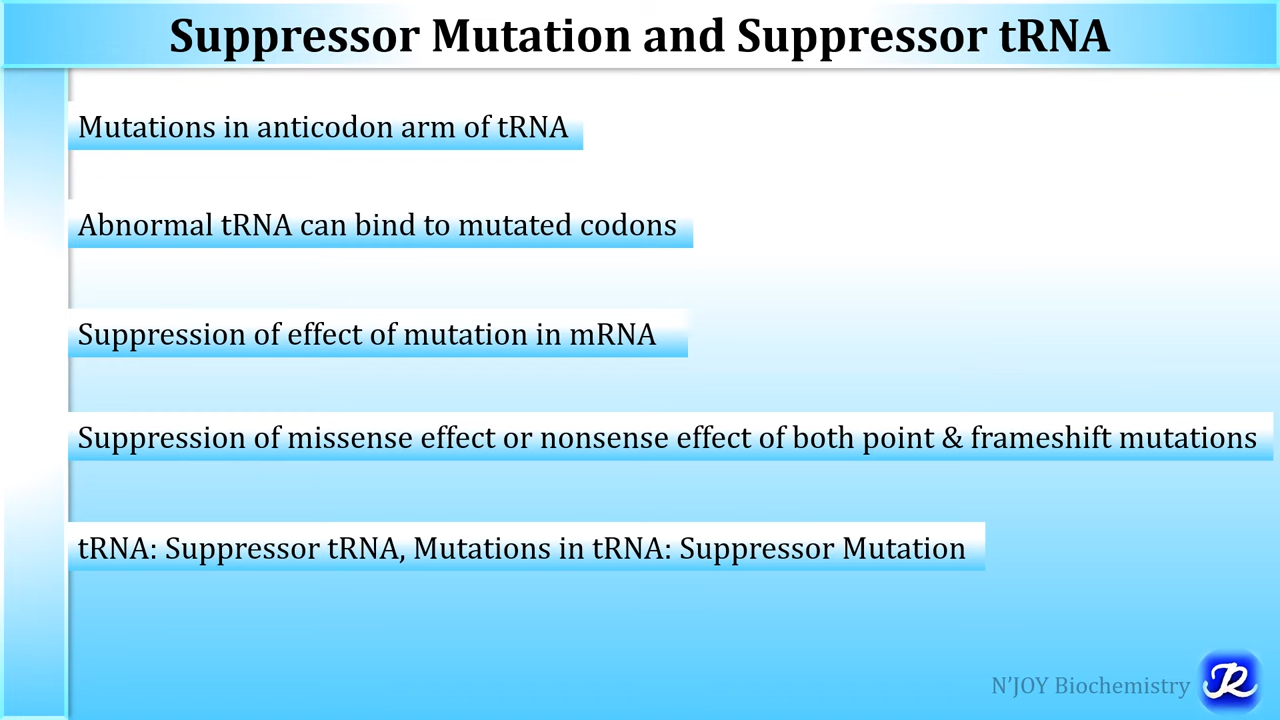 Suppressor Mutation and Suppressor tRNA
Mutations in anticodon arm of tRNA
Abnormal tRNA can bind to mutated codons
Suppression of effect of mutation in mRNA
Suppression of missense effect or nonsense effect of both point & frameshift mutations
tRNA: Suppressor tRNA, Mutations in tRNA: Suppressor Mutation
N’JOY Biochemistry